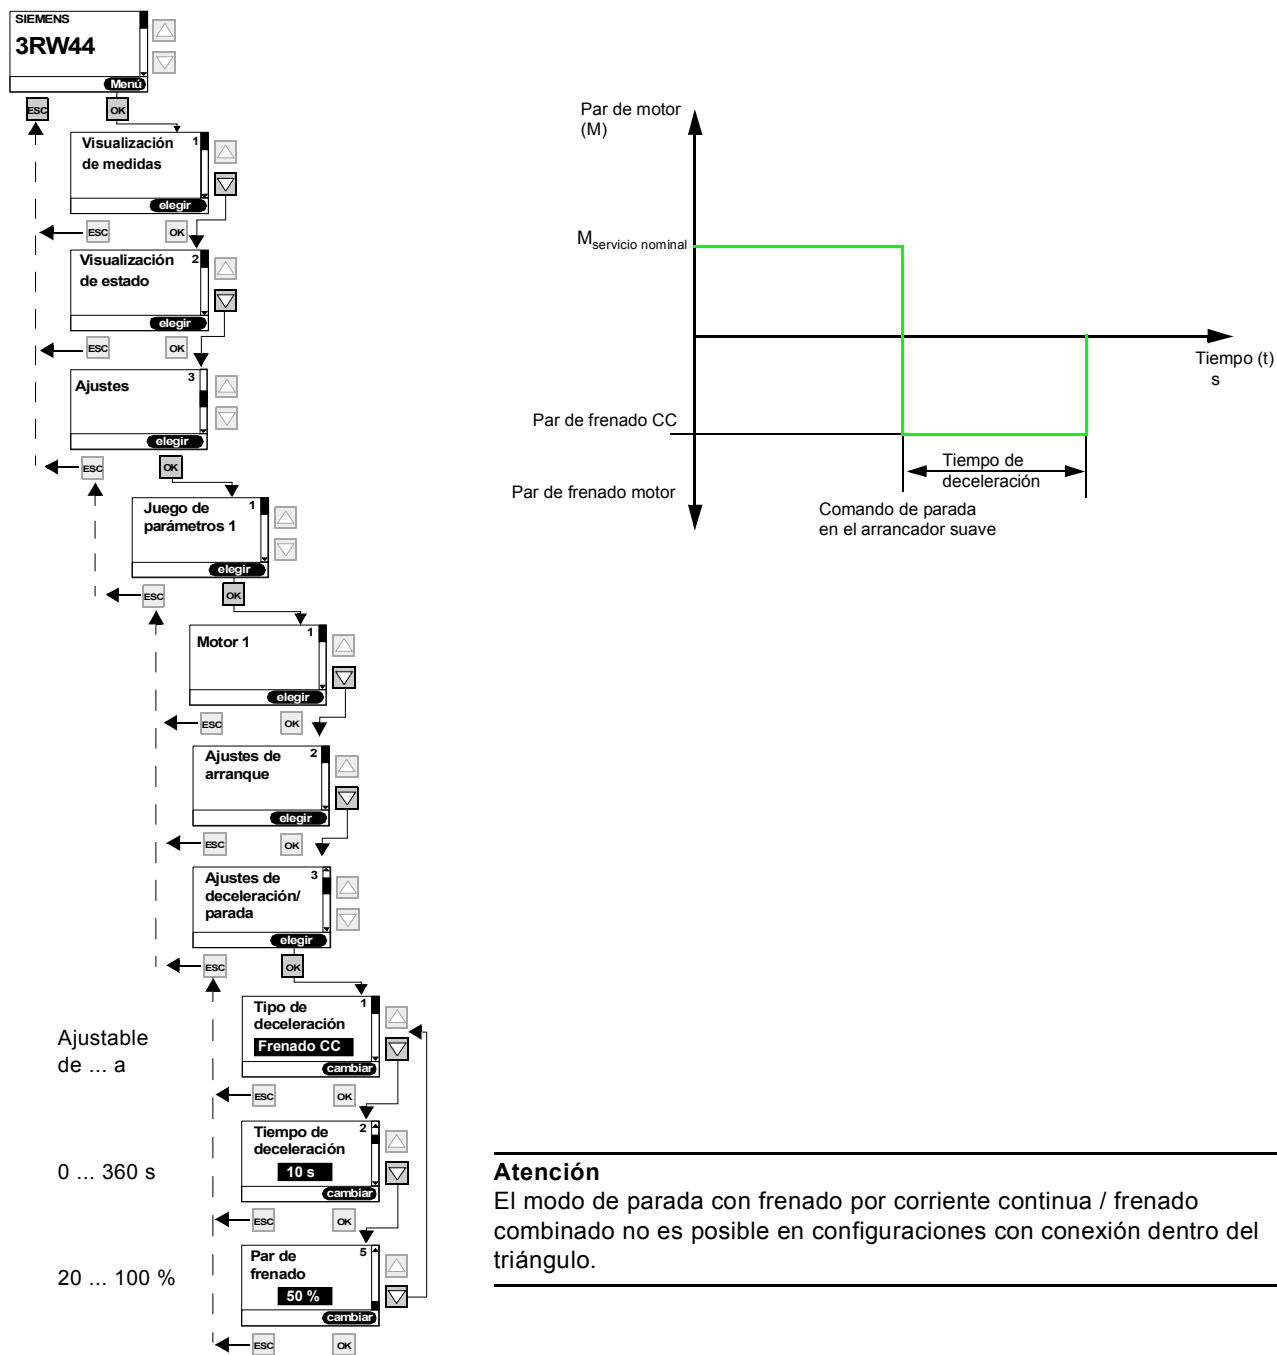 SIEMENS
3RW44
Menú
ESC
OK
Visualización 1
de medidas
elegir
ESC
OK
Visualización 2
de estado
elegir
ESC
OK
Ajustes 3
elegir
ESC
OK
Juego de 1
parámetros 1
elegir
ESC
OK
Motor 1 1
elegir
ESC
OK
Ajustes de 2
arranque
elegir
ESC
OK
Ajustes de 3
deceleración/
parada
elegir
ESC
OK
Ajustable
de ... a
Tipo de 1
deceleración
Frenado CC
cambiar
ESC
OK
0 ... 360 s
Tiempo de 2
deceleración
10 s
cambiar
ESC
OK
20 ... 100 %
Par de 5
frenado
50 %
cambiar
ESC
OK
Par de motor
(M)
Mservicio nominal
Tiempo (t)
s
Par de frenado CC
Tiempo de
deceleración
Par de frenado motor
Comando de parada
en el arrancador suave
Atención
El modo de parada con frenado por corriente continua / frenado
combinado no es posible en configuraciones con conexión dentro del
triángulo.